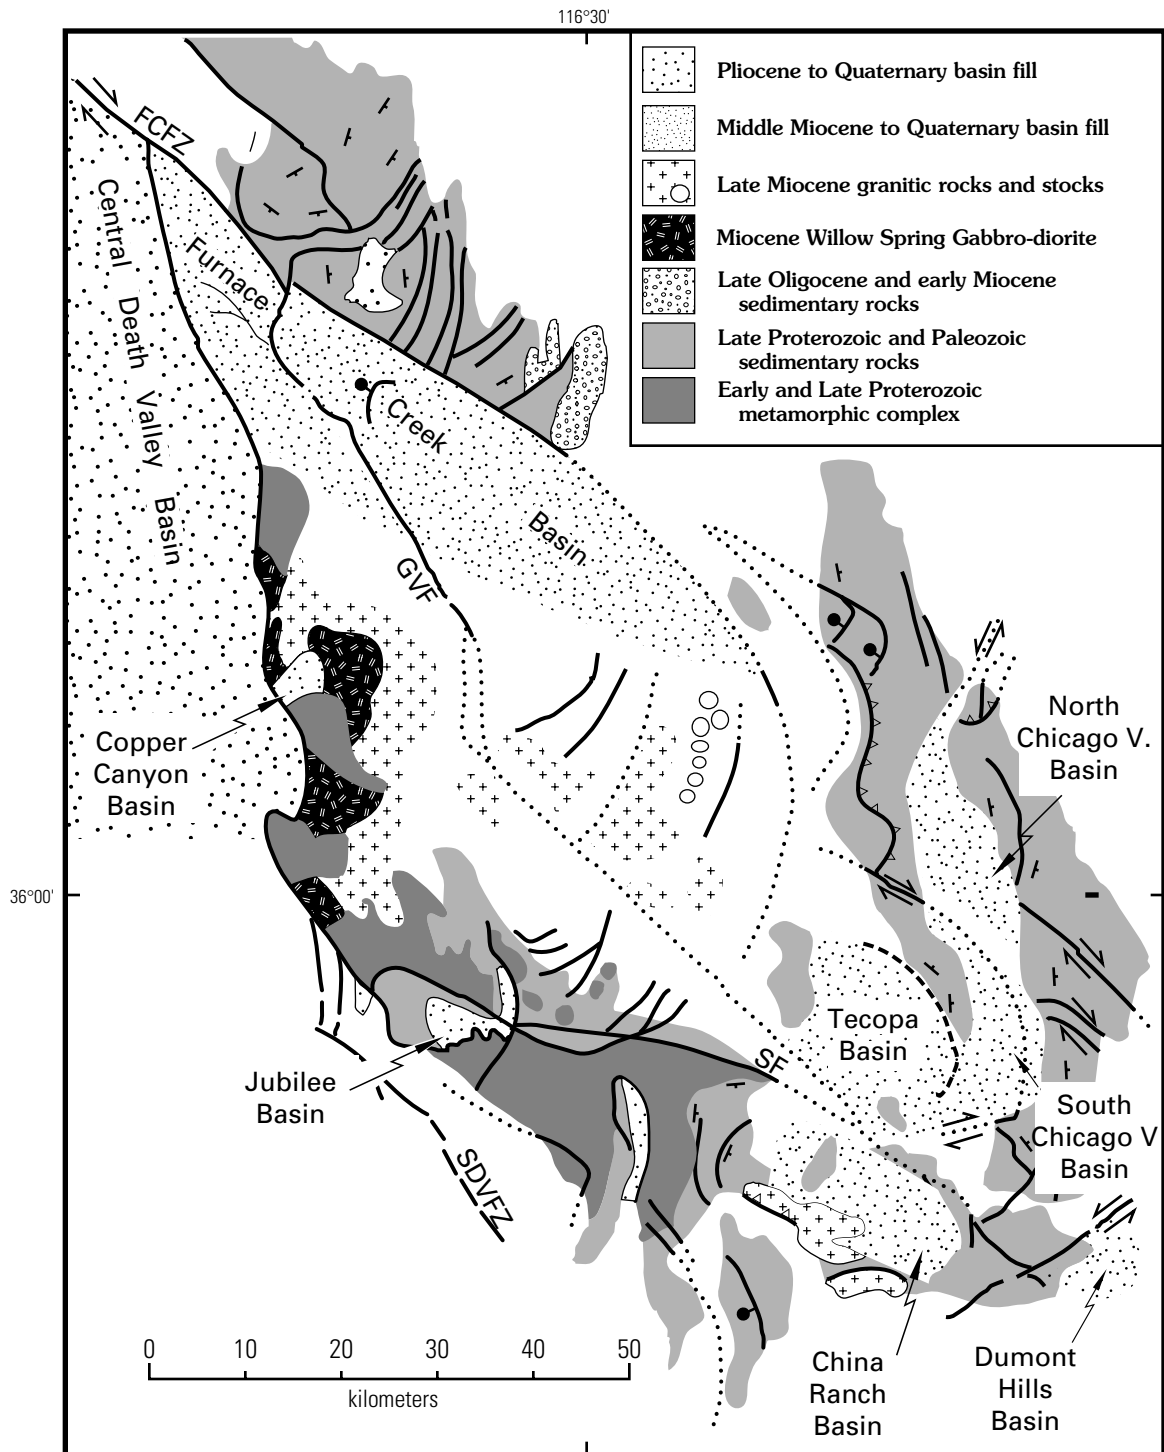 116°30'
Pliocene to Quaternary basin fill
Middle Miocene to Quaternary basin fill
Late Miocene granitic rocks and stocks
Miocene Willow Spring Gabbro-diorite
Late Oligocene and early Miocene
sedimentary rocks
Late Proterozoic and Paleozoic
sedimentary rocks
Early and Late Proterozoic
metamorphic complex
FCFZ
Central Death Valley Basin
Furnace
Creek
Basin
GVF
Copper
Canyon
Basin
North
Chicago V.
Basin
36°00'
Tecopa
Basin
SF
Jubilee
Basin
South
Chicago V
Basin
SDVFZ
0 10 20 30 40 50
kilometers
China
Ranch
Basin
Dumont
Hills
Basin